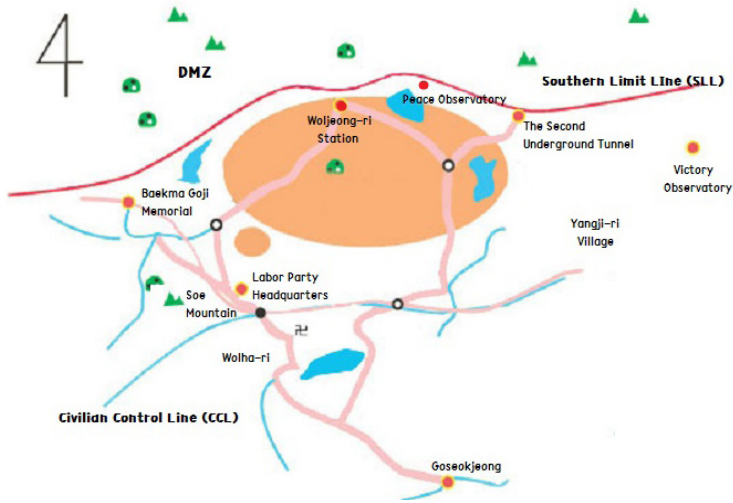 4
DMZ
Southern Limit LIne (SLL)
Peace Observatory
Woljeong-ri
Station
The Second
Underground Tunnel
Victory
Observatory
Baekma Goji
Memorial
Yangji-ri
Village
Labor Party
Headquarters
Soe
Mountain
卍
Wolha-ri
Civilian Control Line (CCL)
Goseokjeong